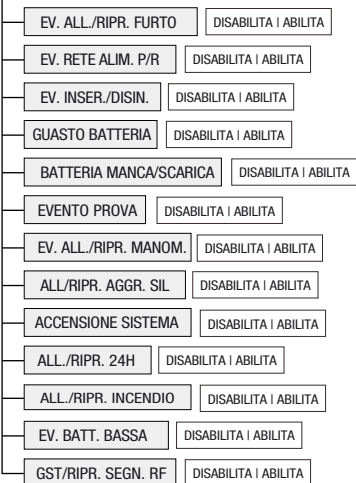 EV. ALL./RIPR. FURTO DISABILITA I ABILITA
EV. RETE ALIM. P/R DISABILITA I ABILITA
EV. INSER./DISIN. DISABILITA I ABILITA
GUASTO BATTERIA DISABILITA I ABILITA
BATTERIA MANCA/SCARICA DISABILITA I ABILITA
EVENTO PROVA DISABILITA I ABILITA
EV. ALL./RIPR. MANOM. DISABILITA I ABILITA
ALL/RIPR. AGGR. SIL DISABILITA I ABILITA
ACCENSIONE SISTEMA DISABILITA I ABILITA
ALL./RIPR. 24H DISABILITA I ABILITA
ALL./RIPR. INCENDIO DISABILITA I ABILITA
EV. BATT. BASSA DISABILITA I ABILITA
GST/RIPR. SEGN. RF DISABILITA I ABILITA